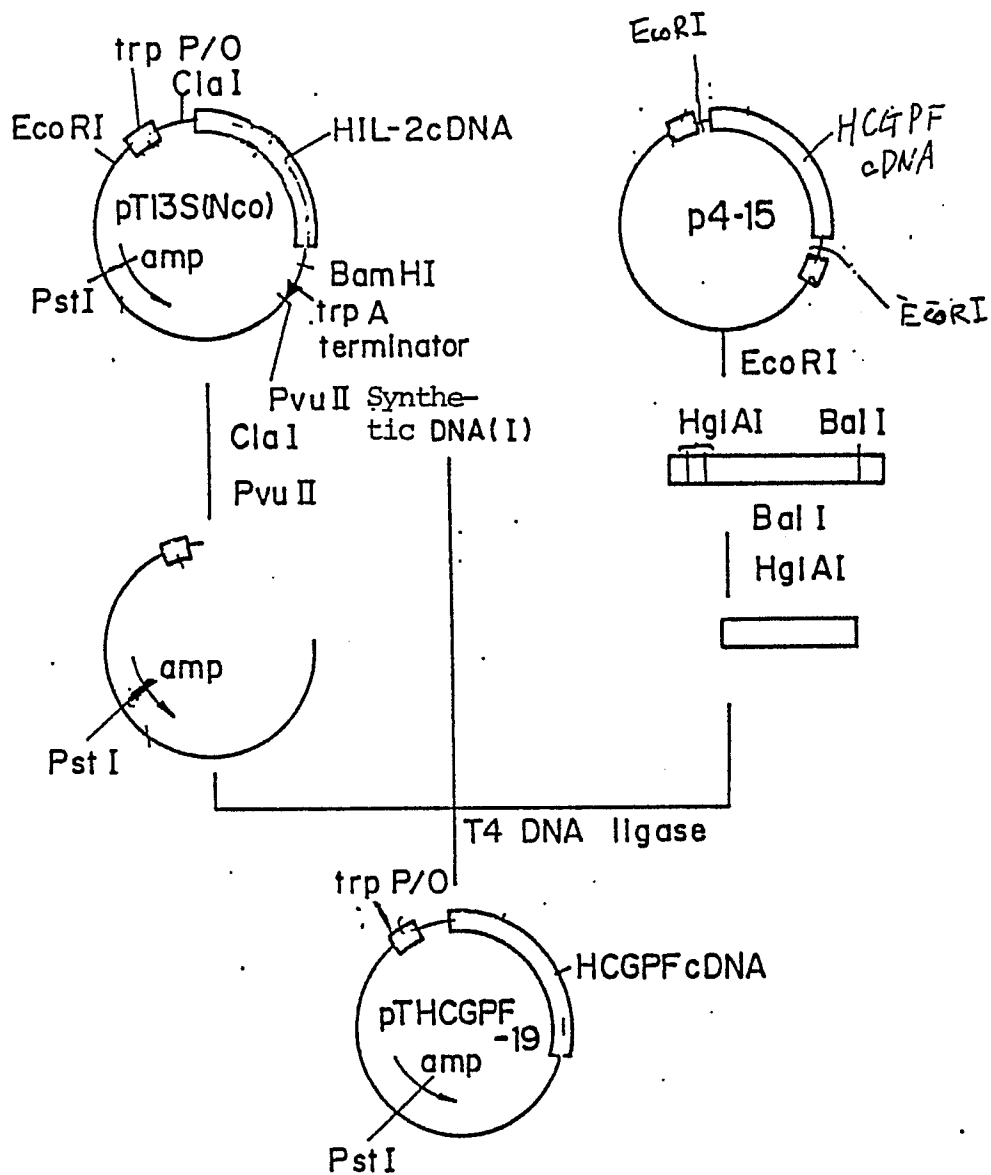 trp P/O
ClaI
EcoRI
HIL-2cDNA
pT13S(Nco)
amp
PstI
BamHI
trp A
terminator
PvuII
Synthe-
tic DNA(I)
ClaI
PvuII
EcoRI
HCGPF
cDNA
p4-15
EcoRI
EcoRI
HglAI
BalI
BalI
HglAI
amp
PstI
T4 DNA ligase
trp P/O
HCGPFcDNA
pTHCGPF
-19
amp
PstI